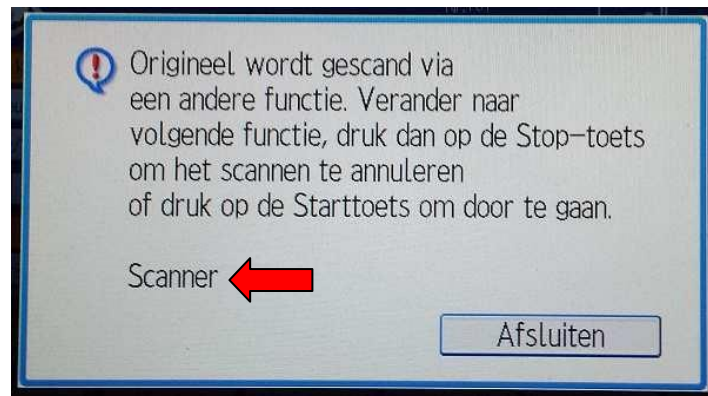 Origineel wordt gescand via
een andere functie. Verander naar
volgende functie, druk dan op de Stop-toets
om het scannen te annuleren
of druk op de Starttoets om door te gaan.
Scanner
Afsluiten